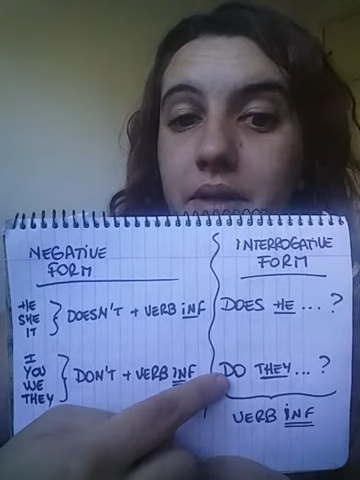 NEGATIVE
FORM
HE
SHE
IT
} DOESN'T + VERB INF
I
YOU
WE
THEY
} DON'T + VERB INF
INTERROGATIVE
FORM
DOES HE ... ?
DO THEY ... ?
VERB INF